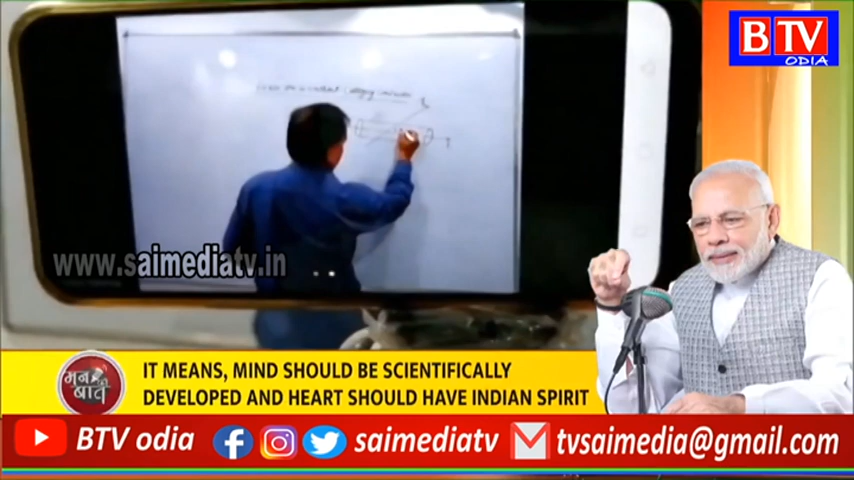 BTV
ODIA
www.saimediatv.in
मन की
बात
IT MEANS, MIND SHOULD BE SCIENTIFICALLY
DEVELOPED AND HEART SHOULD HAVE INDIAN SPIRIT
BTV odia
saimediatv
tvsaimedia@gmail.com